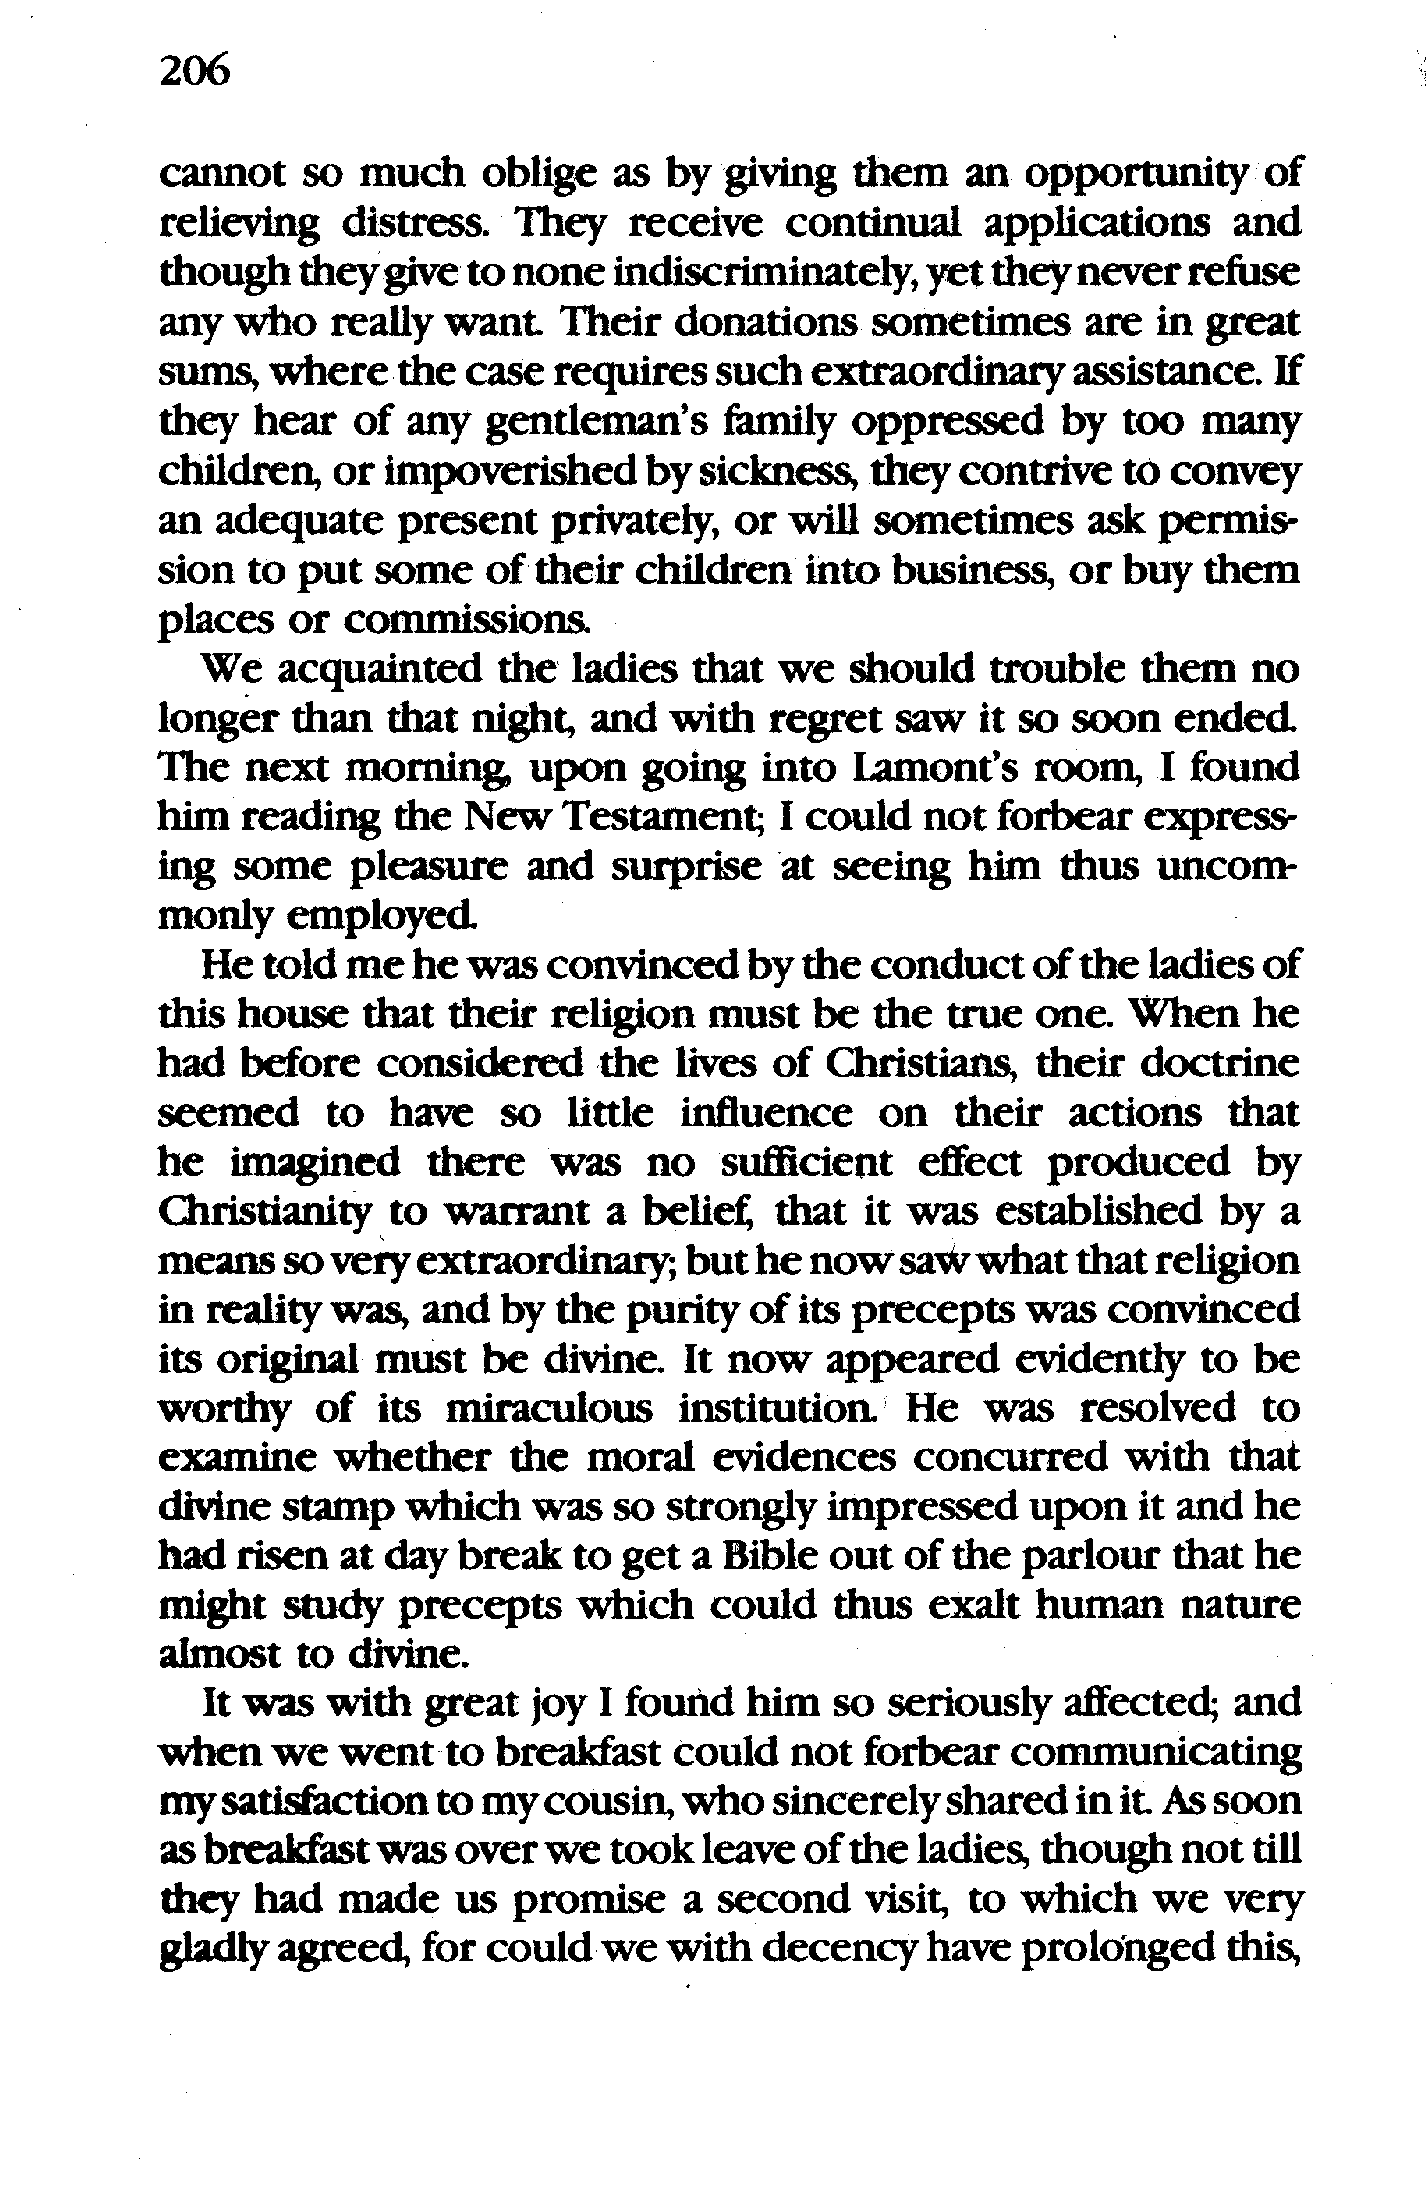 206
cannot so much oblige as by giving them an opportunity of
relieving distress. They receive continual applications and
though they give to none indiscriminately, yet they never refuse
any who really want. Their donations sometimes are in great
sums, where the case requires such extraordinary assistance. If
they hear of any gentleman's family oppressed by too many
children, or impoverished by sickness, they contrive to convey
an adequate present privately, or will sometimes ask permis-
sion to put some of their children into business, or buy them
places or commissions.
We acquainted the ladies that we should trouble them no
longer than that night, and with regret saw it so soon ended.
The next morning, upon going into Lamont's room, I found
him reading the New Testament; I could not forbear express-
ing some pleasure and surprise at seeing him thus uncom-
monly employed.
He told me he was convinced by the conduct of the ladies of
this house that their religion must be the true one. When he
had before considered the lives of Christians, their doctrine
seemed to have so little influence on their actions that
he imagined there was no sufficient effect produced by
Christianity to warrant a belief, that it was established by a
means so very extraordinary; but he now saw what that religion
in reality was, and by the purity of its precepts was convinced
its original must be divine. It now appeared evidently to be
worthy of its miraculous institution. He was resolved to
examine whether the moral evidences concurred with that
divine stamp which was so strongly impressed upon it and he
had risen at day break to get a Bible out of the parlour that he
might study precepts which could thus exalt human nature
almost to divine.
It was with great joy I found him so seriously affected; and
when we went to breakfast could not forbear communicating
my satisfaction to my cousin, who sincerely shared in it. As soon
as breakfast was over we took leave of the ladies, though not till
they had made us promise a second visit, to which we very
gladly agreed, for could we with decency have prolonged this,